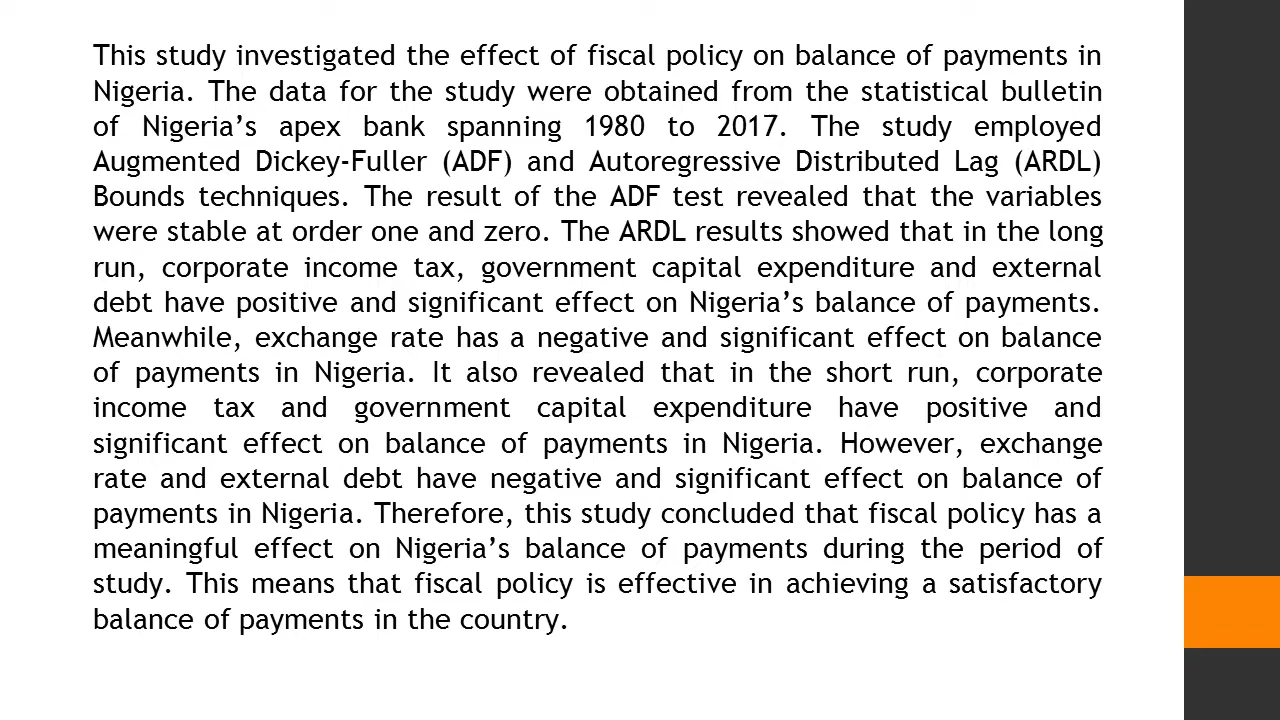 This study investigated the effect of fiscal policy on balance of payments in
Nigeria. The data for the study were obtained from the statistical bulletin
of Nigeria’s apex bank spanning 1980 to 2017. The study employed
Augmented Dickey-Fuller (ADF) and Autoregressive Distributed Lag (ARDL)
Bounds techniques. The result of the ADF test revealed that the variables
were stable at order one and zero. The ARDL results showed that in the long
run, corporate income tax, government capital expenditure and external
debt have positive and significant effect on Nigeria’s balance of payments.
Meanwhile, exchange rate has a negative and significant effect on balance
of payments in Nigeria. It also revealed that in the short run, corporate
income tax and government capital expenditure have positive and
significant effect on balance of payments in Nigeria. However, exchange
rate and external debt have negative and significant effect on balance of
payments in Nigeria. Therefore, this study concluded that fiscal policy has a
meaningful effect on Nigeria’s balance of payments during the period of
study. This means that fiscal policy is effective in achieving a satisfactory
balance of payments in the country.